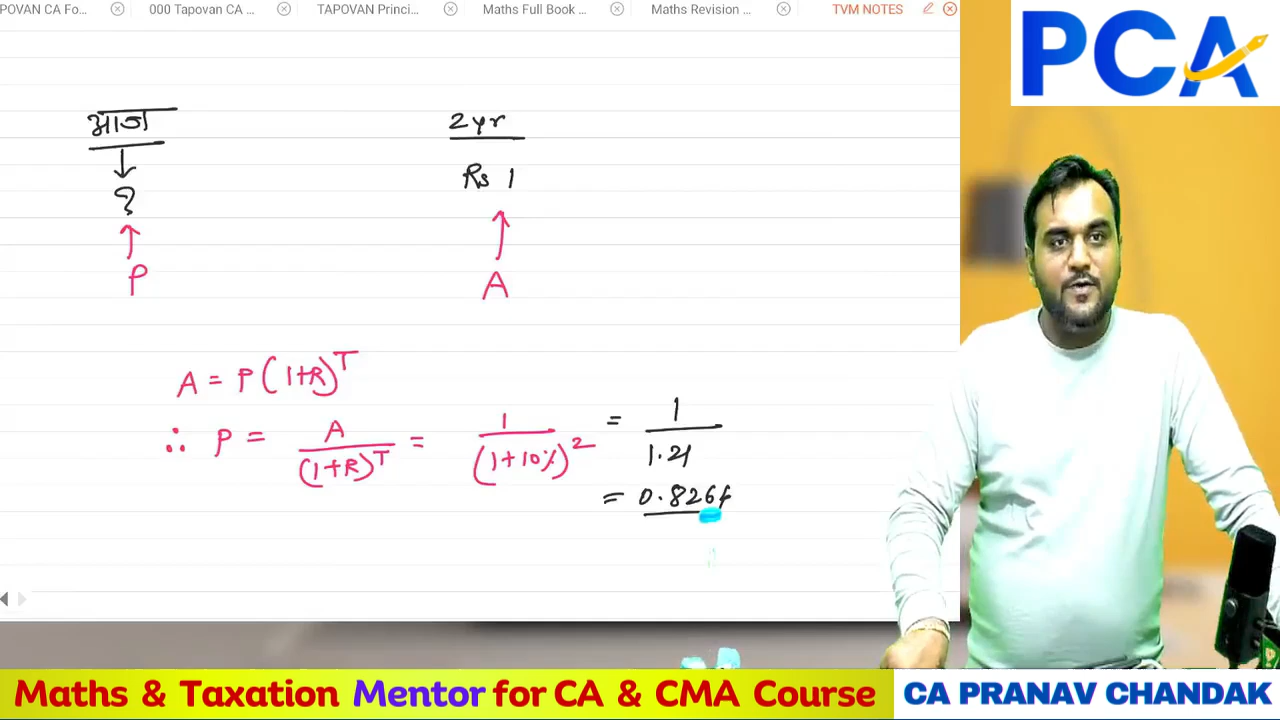 POVAN CA Fo... 000 Tapovan CA ... TAPOVAN Princi... Maths Full Book ... Maths Revision ... TVM NOTES
PCA
आज 2yr
? Rs 1
P A
A = P(1+R)^T
∴ P = A/(1+R)^T = 1/(1+10%)^2 = 1/1.21
= 0.8264
Maths & Taxation Mentor for CA & CMA Course
CA PRANAV CHANDAK